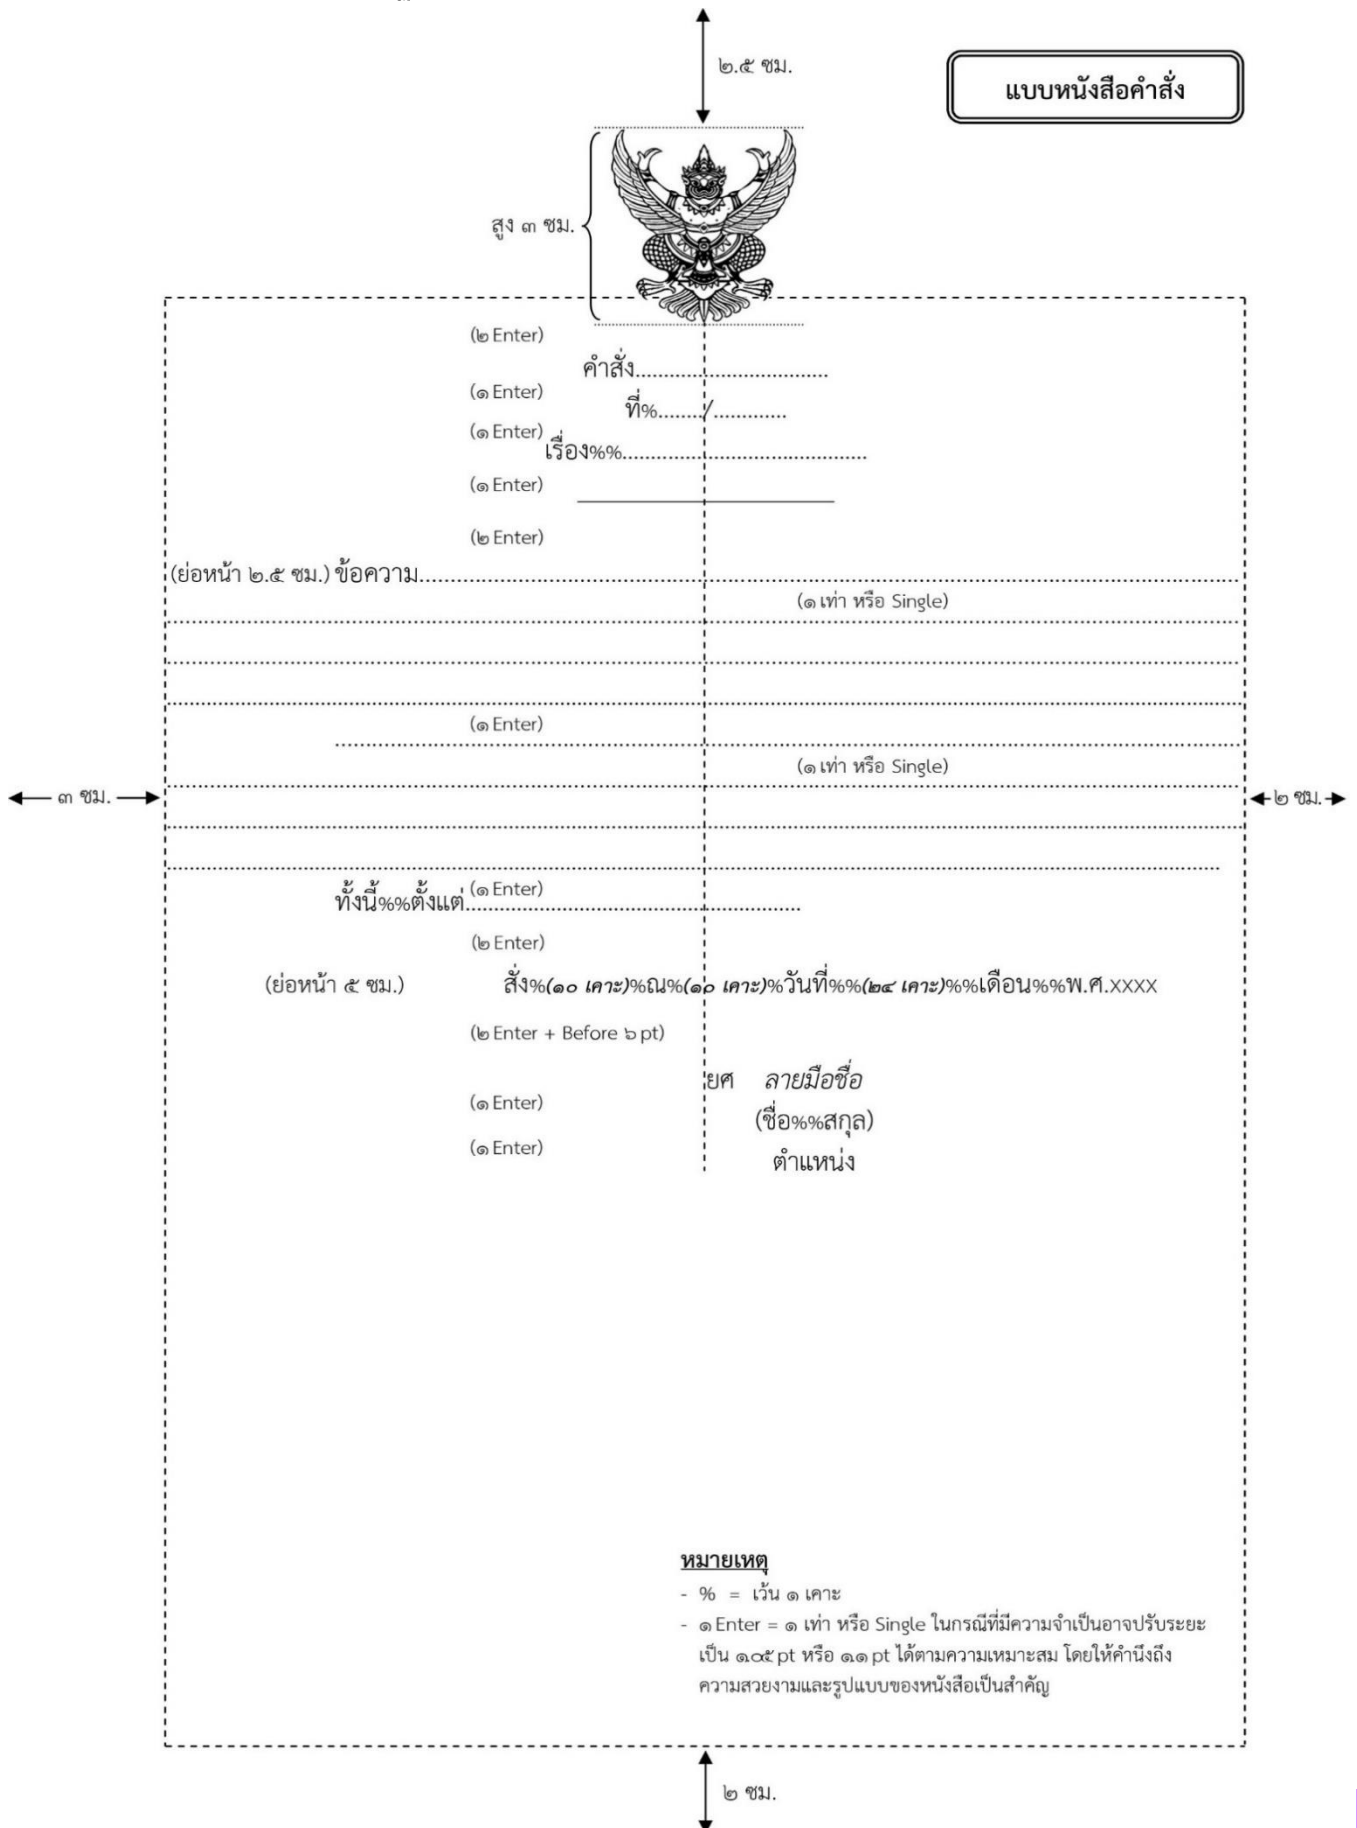 ๒.๕ ซม.
แบบหนังสือคำสั่ง
สูง ๓ ซม.
(๒ Enter)
คำสั่ง..................................
(๑ Enter)
ที่%......../.............
(๑ Enter)
เรื่อง%%...........................................
(๑ Enter)
(๒ Enter)
(ย่อหน้า ๒.๕ ซม.) ข้อความ....................................................................................
(๑ เท่า หรือ Single)
(๑ Enter)
(๑ เท่า หรือ Single)
๓ ซม.
๒ ซม.
(๑ Enter)
ทั้งนี้%%ตั้งแต่...........................................................
(๒ Enter)
(ย่อหน้า ๕ ซม.) สั่ง%(๑๐ เคาะ)%ณ%(๑๐ เคาะ)%วันที่%%(๒๔ เคาะ)%%เดือน%%พ.ศ.xxxx
(๒ Enter + Before ๖ pt)
ยศ ลายมือชื่อ
(๑ Enter)
(ชื่อ%%สกุล)
(๑ Enter)
ตำแหน่ง
หมายเหตุ
- % = เว้น ๑ เคาะ
- ๑ Enter = ๑ เท่า หรือ Single ในกรณีที่มีความจำเป็นอาจปรับระยะ
เป็น ๑.๐๕ pt หรือ ๑.๑ pt ได้ตามความเหมาะสม โดยให้คำนึงถึง
ความสวยงามและรูปแบบของหนังสือเป็นสำคัญ
๒ ซม.